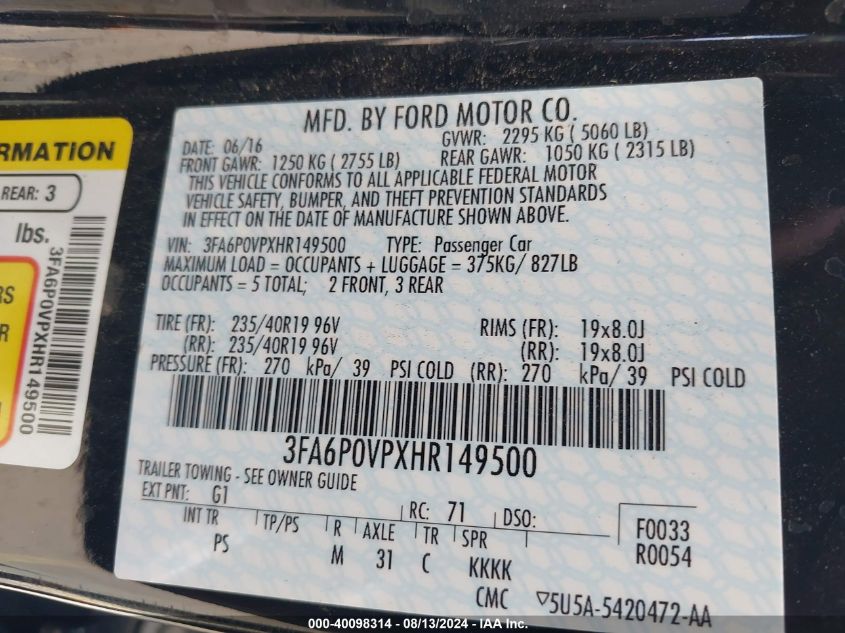 MFD. BY FORD MOTOR CO.
DATE: 06/16 GVWR: 2295 KG ( 5060 LB)
FRONT GAWR: 1250 KG ( 2755 LB) REAR GAWR: 1050 KG ( 2315 LB)
THIS VEHICLE CONFORMS TO ALL APPLICABLE FEDERAL MOTOR
VEHICLE SAFETY, BUMPER, AND THEFT PREVENTION STANDARDS
IN EFFECT ON THE DATE OF MANUFACTURE SHOWN ABOVE.
VIN: 3FA6P0VPXHR149500 TYPE: Passenger Car
MAXIMUM LOAD = OCCUPANTS + LUGGAGE = 375KG/ 827LB
OCCUPANTS = 5 TOTAL; 2 FRONT, 3 REAR
TIRE (FR): 235/40R19 96V RIMS (FR): 19x8.0J
(RR): 235/40R19 96V (RR): 19x8.0J
PRESSURE (FR): 270 kPa/ 39 PSI COLD (RR): 270 kPa/ 39 PSI COLD
3FA6P0VPXHR149500
TRAILER TOWING - SEE OWNER GUIDE
EXT PNT: G1 RC: 71 DSO:
INT TR TP/PS R AXLE TR SPR
PS M 31 C KKKK
F0033
R0054
CMC ▽5U5A-5420472-AA
RMATION
REAR: 3
lbs.
RS
R
3FA6P0VPXHR149500
000-40098314 - 08/13/2024 - IAA Inc.